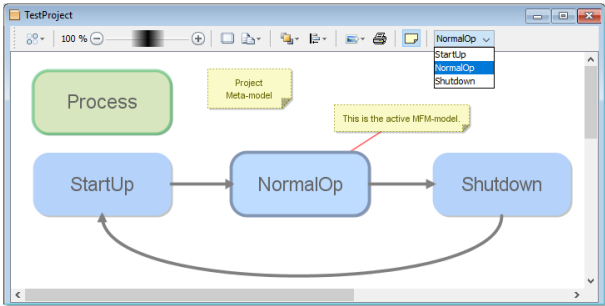 TestProject
100 %
NormalOp
StartUp
NormalOp
Shutdown
Process
Project
Meta-model
This is the active MFM-model.
StartUp
NormalOp
Shutdown